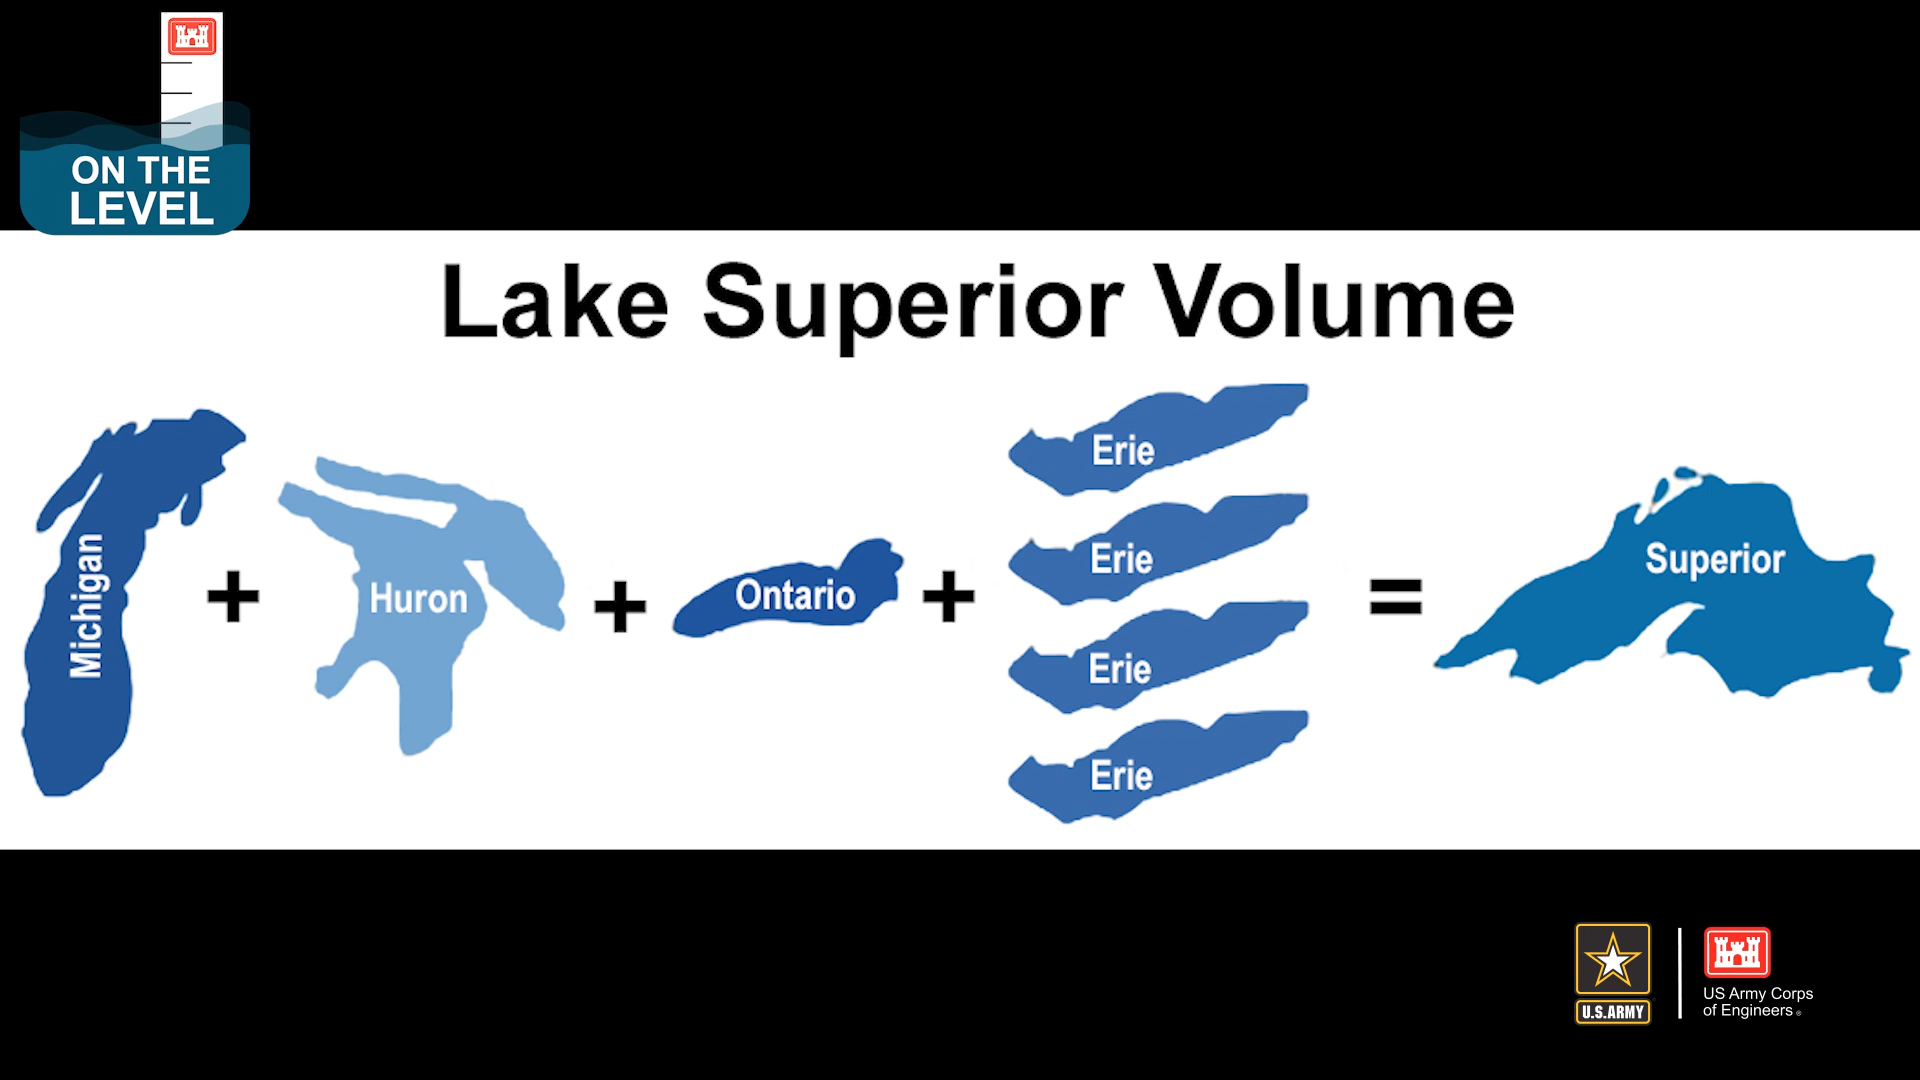 ON THE
LEVEL
Lake Superior Volume
Michigan
+
Huron
+
Ontario
+
Erie
Erie
Erie
Erie
=
Superior
U.S.ARMY
US Army Corps
of Engineers®